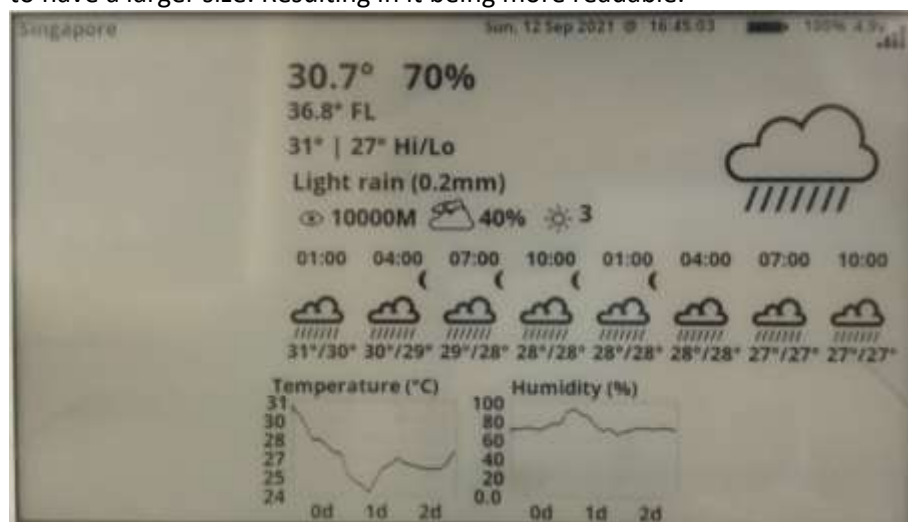 to have a larger size. Resulting in it being more readable.
Singapore Sun, 12 Sep 2021 @ 16:45:03 100% 4.9v
30.7° 70%
36.8° FL
31° | 27° Hi/Lo
Light rain (0.2mm)
10000M 40% 3
01:00 04:00 07:00 10:00 01:00 04:00 07:00 10:00
31°/30° 30°/29° 29°/28° 28°/28° 28°/28° 28°/28° 27°/27° 27°/27°
Temperature (°C) Humidity (%)
31 100
30 80
28 60
27 40
25 20
24 0.0
0d 1d 2d 0d 1d 2d